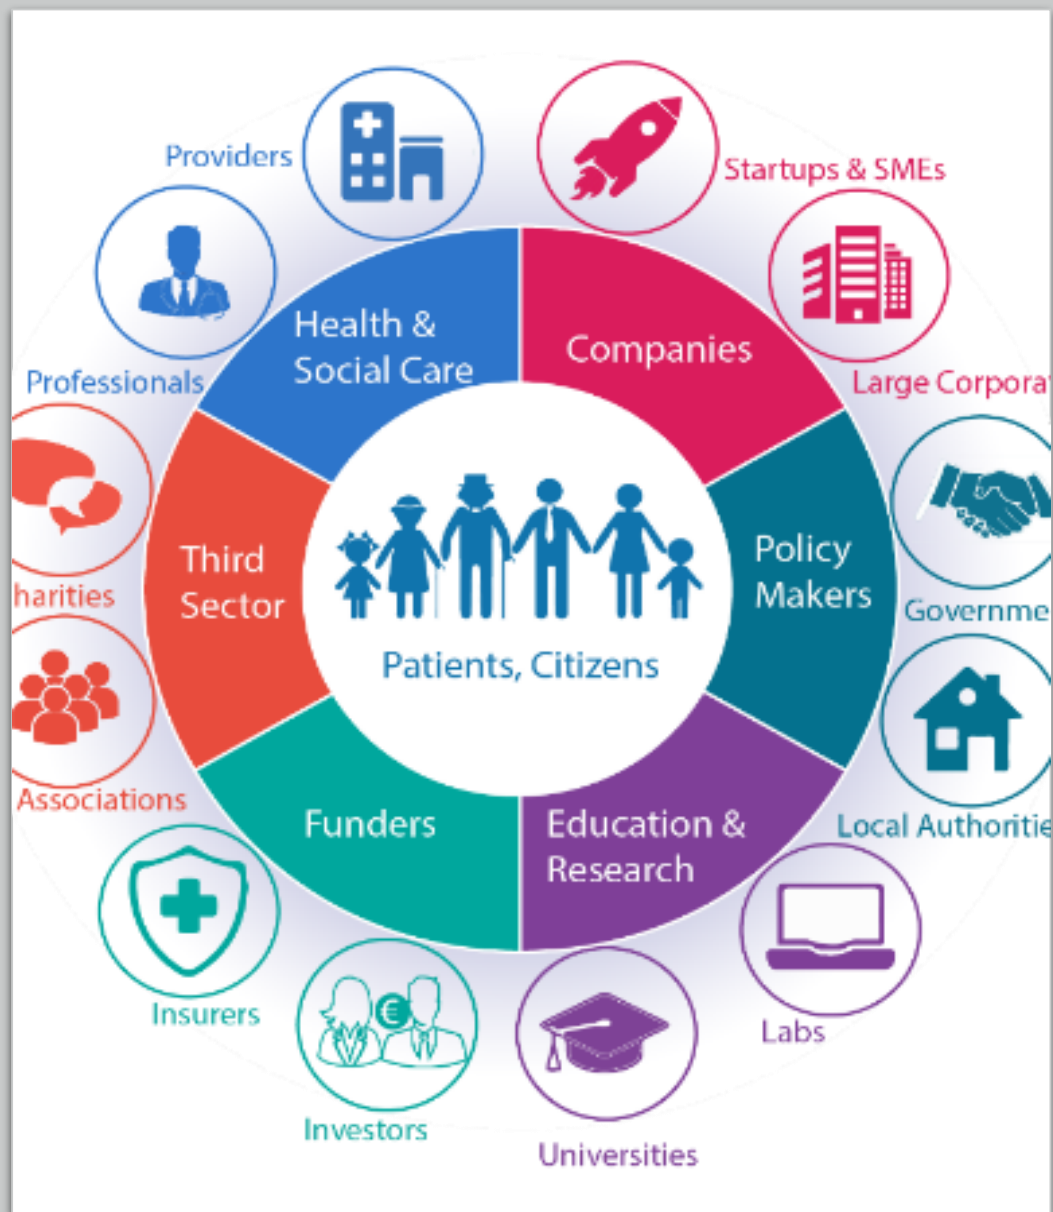 Providers
Startups & SMEs
Professionals
Large Corpora
Health &
Social Care
Companies
Third
Sector
Policy
Makers
harities
Governme
Patients, Citizens
Associations
Local Authoritie
Funders
Education &
Research
Insurers
Labs
Investors
Universities
€